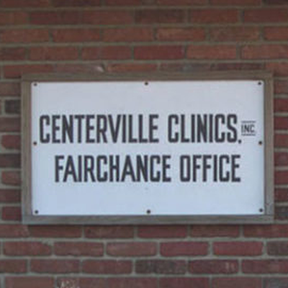 CENTERVILLE CLINICS, INC.
FAIRCHANCE OFFICE